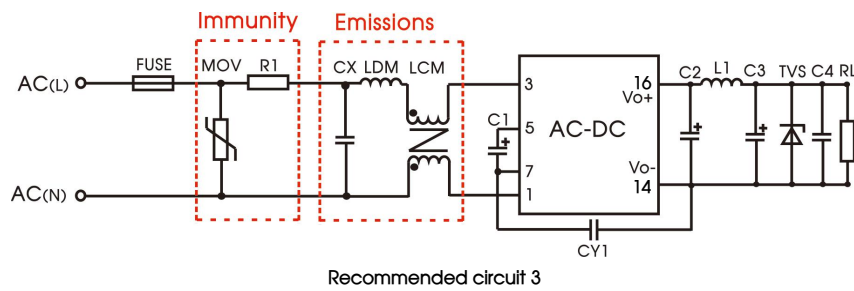 Immunity
Emissions
FUSE
MOV
R1
CX
LDM
LCM
AC(L)
AC(N)
3
5
7
1
C1
AC-DC
16
Vo+
Vo-
14
C2
L1
C3
TVS
C4
RL
+
+
+
CY1
Recommended circuit 3